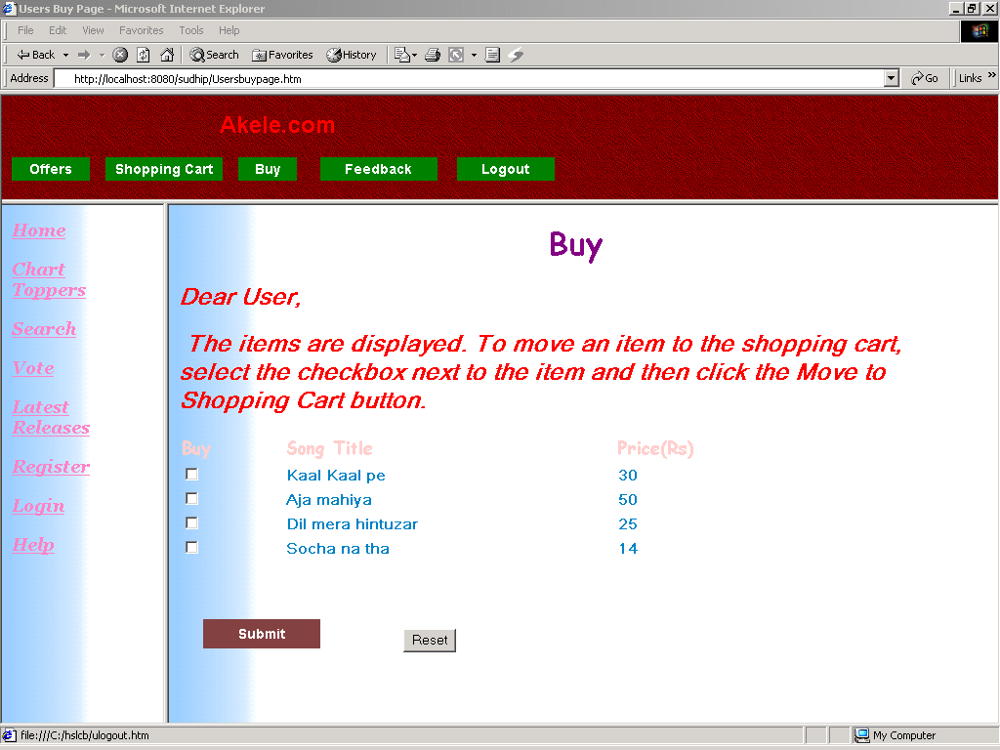 Users Buy Page - Microsoft Internet Explorer
File Edit View Favorites Tools Help
Back Search Favorites History
Address http://localhost:8080/sudhip/Usersbuypage.htm Go Links »
Akele.com
Offers Shopping Cart Buy Feedback Logout
Home
Chart
Toppers
Search
Vote
Latest
Releases
Register
Login
Help
Buy
Dear User,
The items are displayed. To move an item to the shopping cart,
select the checkbox next to the item and then click the Move to
Shopping Cart button.
Buy Song Title Price(Rs)
Kaal Kaal pe 30
Aja mahiya 50
Dil mera hintuzar 25
Socha na tha 14
Submit Reset
file:///C:/hslcb/ulogout.htm My Computer